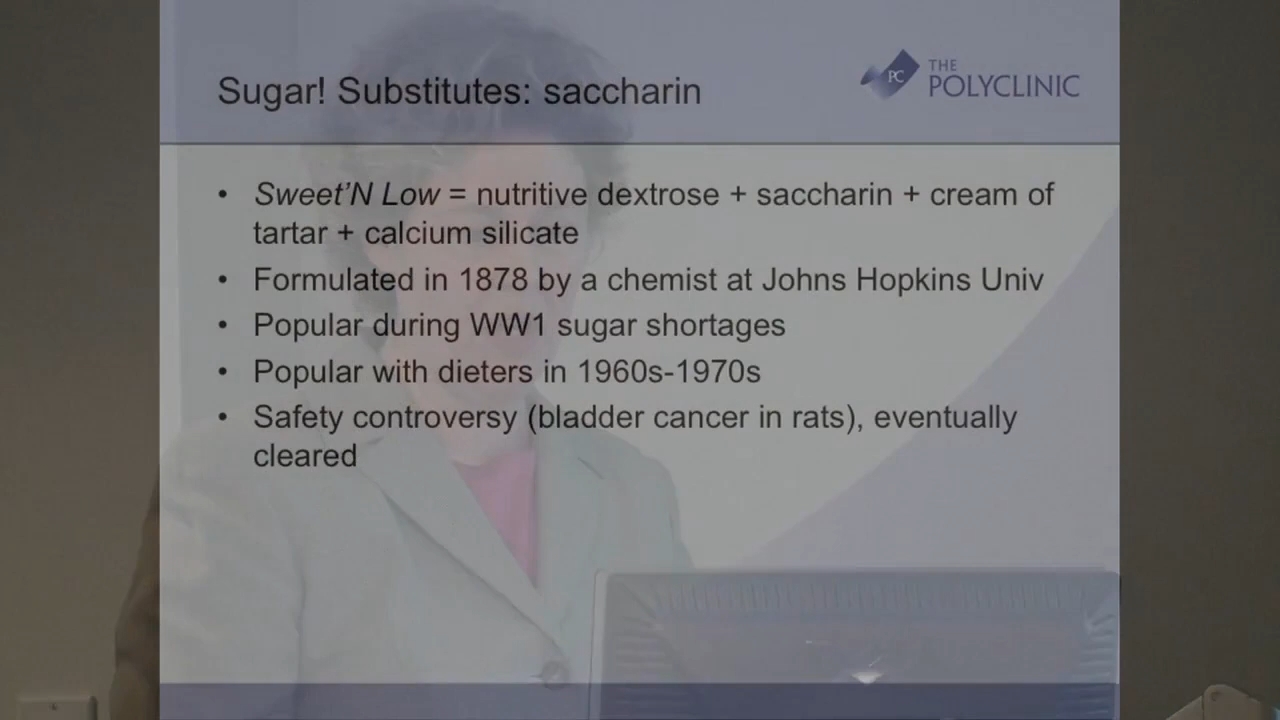 Sugar! Substitutes: saccharin
PC
THE
POLYCLINIC
• Sweet'N Low = nutritive dextrose + saccharin + cream of
tartar + calcium silicate
• Formulated in 1878 by a chemist at Johns Hopkins Univ
• Popular during WW1 sugar shortages
• Popular with dieters in 1960s-1970s
• Safety controversy (bladder cancer in rats), eventually
cleared